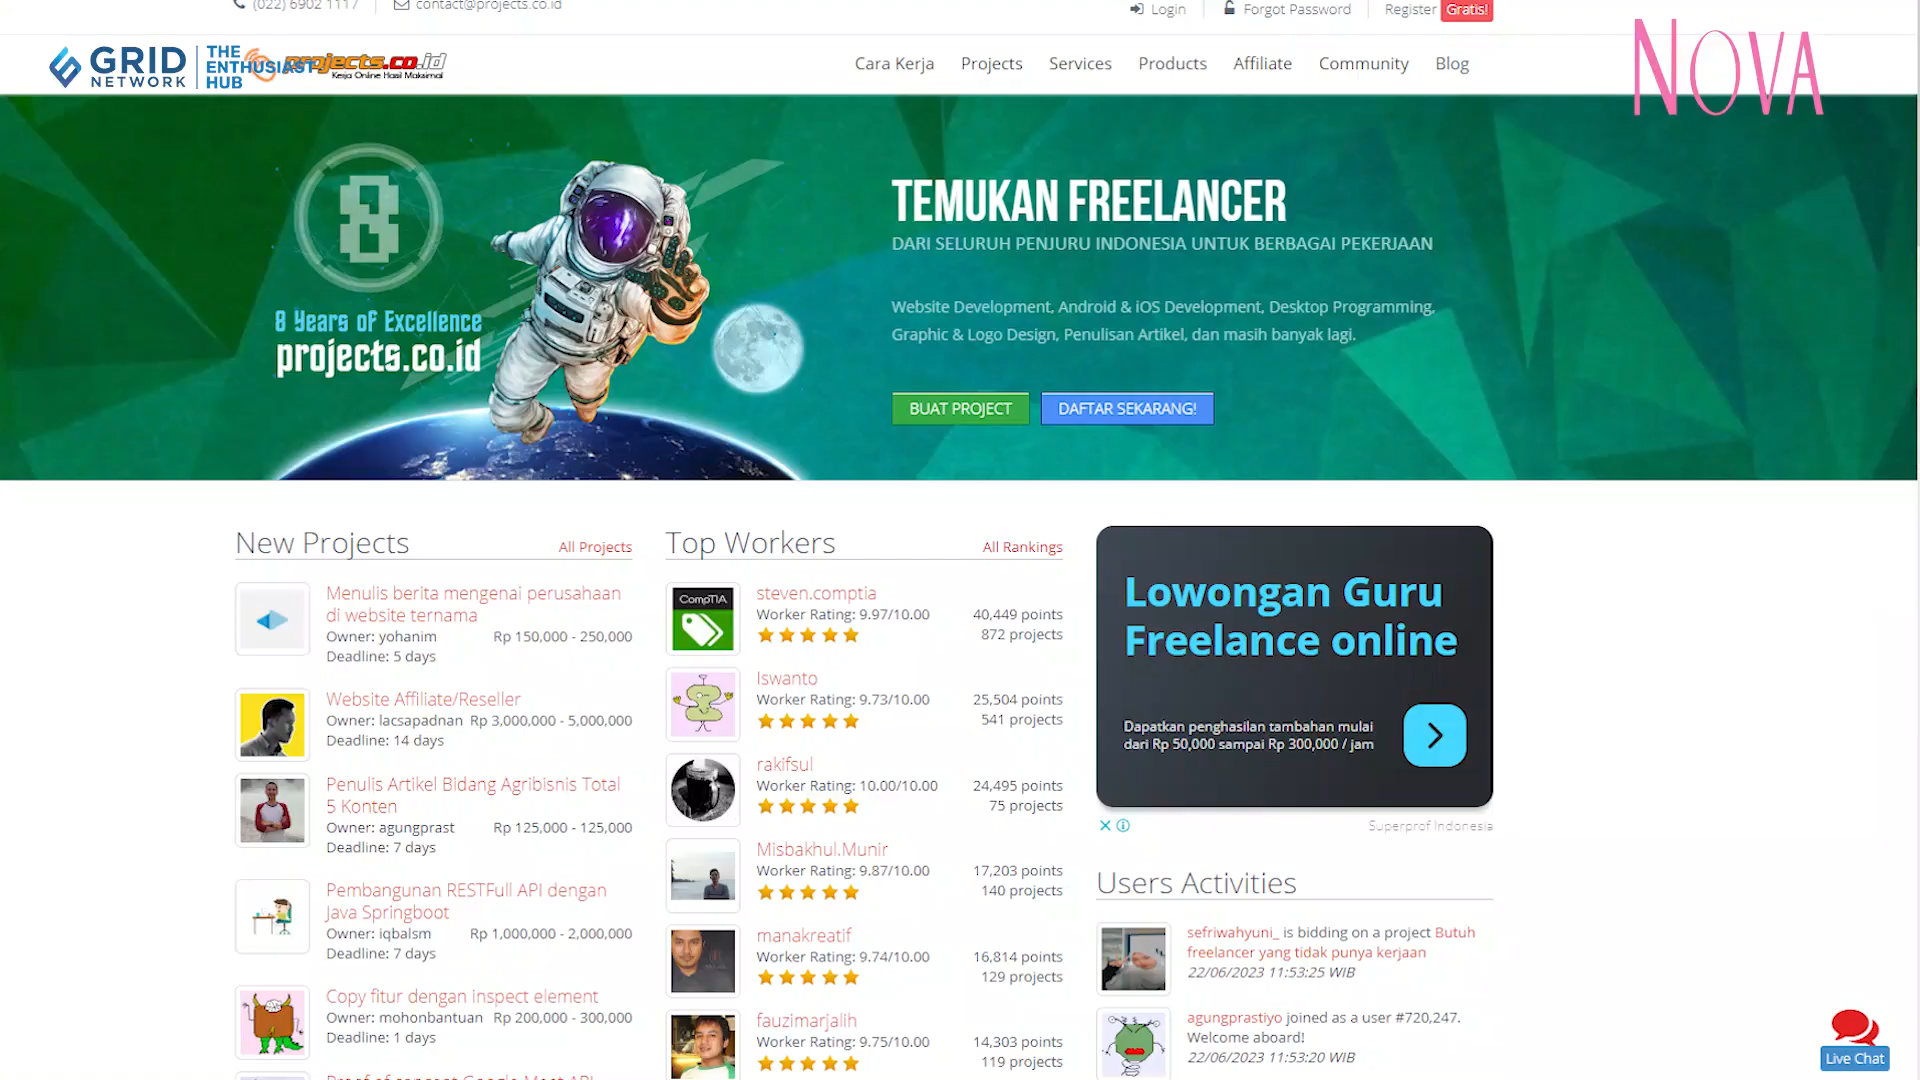 (022) 6902 1117
contact@projects.co.id
Login
Forgot Password
Register Gratis!
GRID NETWORK
THE ENTHUSIAST HUB
projects.co.id
Kerja Online Hasil Maksimal
Cara Kerja
Projects
Services
Products
Affiliate
Community
Blog
NOVA
8
8 Years of Excellence
projects.co.id
TEMUKAN FREELANCER
DARI SELURUH PENJURU INDONESIA UNTUK BERBAGAI PEKERJAAN
Website Development, Android & iOS Development, Desktop Programming,
Graphic & Logo Design, Penulisan Artikel, dan masih banyak lagi.
BUAT PROJECT
DAFTAR SEKARANG!
New Projects
All Projects
Menulis berita mengenai perusahaan
di website ternama
Owner: yohanim
Rp 150,000 - 250,000
Deadline: 5 days
Website Affiliate/Reseller
Owner: lacsapadnan
Rp 3,000,000 - 5,000,000
Deadline: 14 days
Penulis Artikel Bidang Agribisnis Total
5 Konten
Owner: agungprast
Rp 125,000 - 125,000
Deadline: 7 days
Pembangunan RESTFull API dengan
Java Springboot
Owner: iqbalsm
Rp 1,000,000 - 2,000,000
Deadline: 7 days
Copy fitur dengan inspect element
Owner: mohonbantuan
Rp 200,000 - 300,000
Deadline: 1 days
Proof of concept Google Meet API
Top Workers
All Rankings
CompTIA
steven.comptia
Worker Rating: 9.97/10.00
40,449 points
872 projects
Iswanto
Worker Rating: 9.73/10.00
25,504 points
541 projects
rakifsul
Worker Rating: 10.00/10.00
24,495 points
75 projects
Misbakhul.Munir
Worker Rating: 9.87/10.00
17,203 points
140 projects
manakreatif
Worker Rating: 9.74/10.00
16,814 points
129 projects
fauzimarjalih
Worker Rating: 9.75/10.00
14,303 points
119 projects
Lowongan Guru
Freelance online
Dapatkan penghasilan tambahan mulai
dari Rp 50,000 sampai Rp 300,000 / jam
Superprof Indonesia
Users Activities
sefriwahyuni_ is bidding on a project Butuh
freelancer yang tidak punya kerjaan
22/06/2023 11:53:25 WIB
agungprastiyo joined as a user #720,247.
Welcome aboard!
22/06/2023 11:53:20 WIB
Live Chat